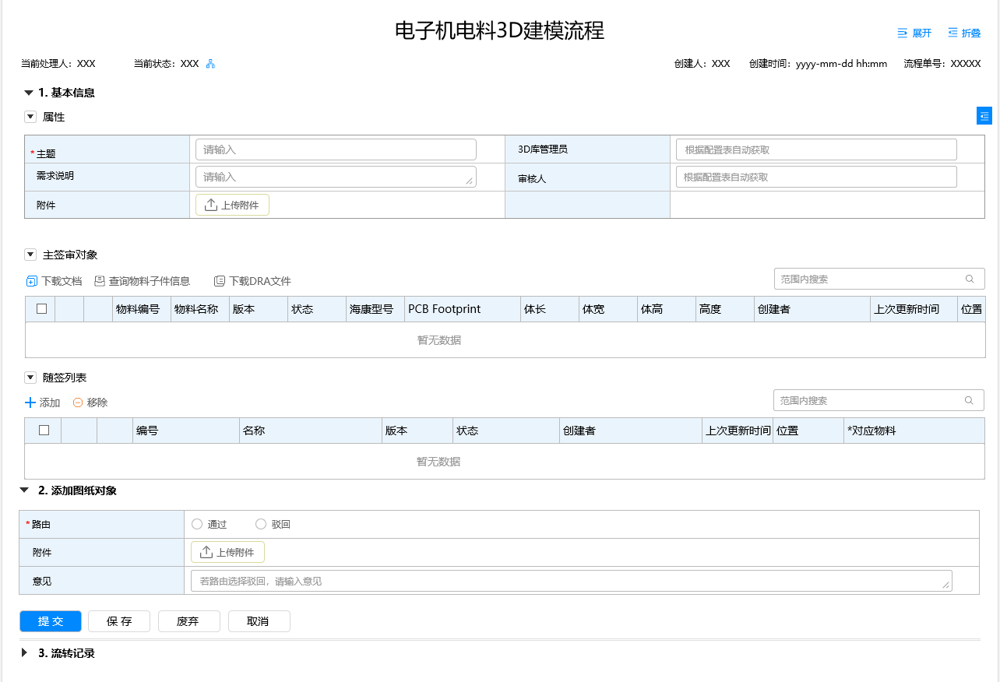 电子机电料3D建模流程
展开 折叠
当前处理人：XXX 当前状态：XXX 创建人：XXX 创建时间：yyyy-mm-dd hh:mm 流程单号：XXXXX
1. 基本信息
属性
*主题 请输入 3D库管理员 根据配置表自动获取
需求说明 请输入 审核人 根据配置表自动获取
附件 上传附件
主签审对象
下载文档 查询物料子件信息 下载DRA文件 范围内搜索
物料编号 物料名称 版本 状态 海康型号 PCB Footprint 体长 体宽 体高 高度 创建者 上次更新时间 位置
暂无数据
随签列表
添加 移除 范围内搜索
编号 名称 版本 状态 创建者 上次更新时间 位置 *对应物料
暂无数据
2. 添加图纸对象
*路由 通过 驳回
附件 上传附件
意见 若路由选择驳回，请输入意见
提交 保存 废弃 取消
3. 流转记录